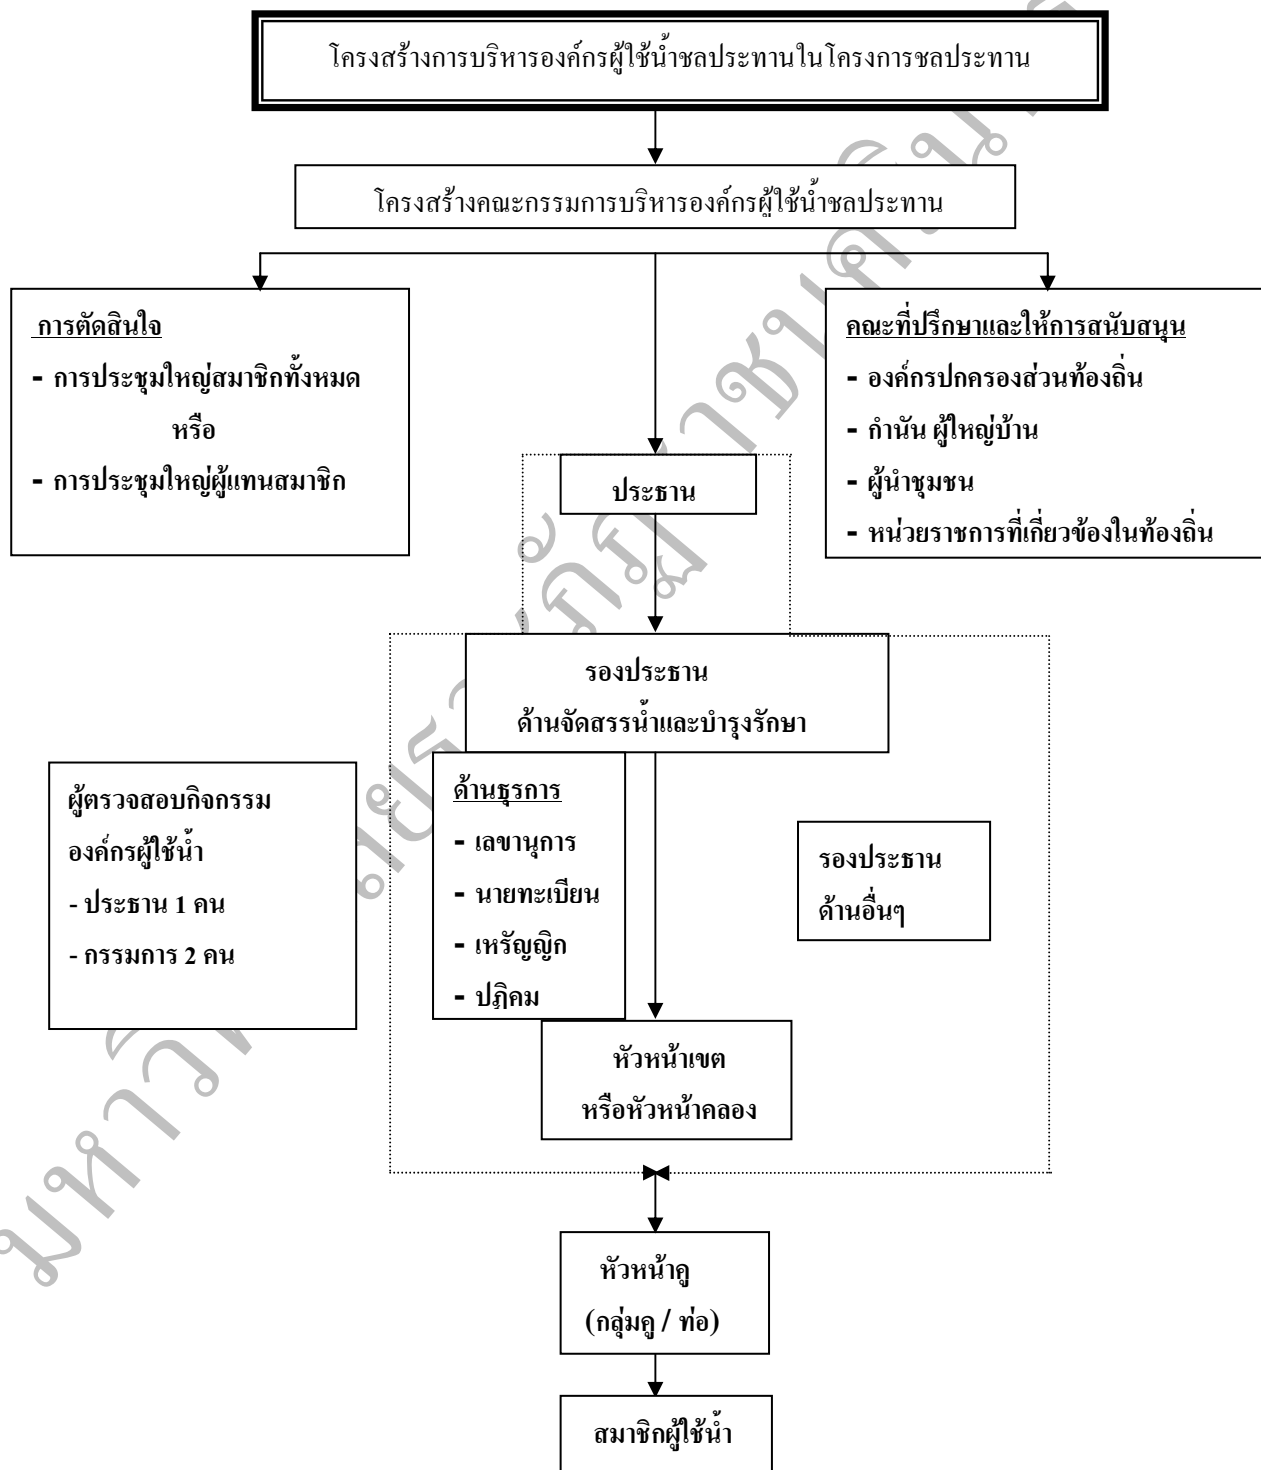 โครงสร้างการบริหารองค์กรผู้ใช้น้ำชลประทานในโครงการชลประทาน
โครงสร้างคณะกรรมการบริหารองค์กรผู้ใช้น้ำชลประทาน
การตัดสินใจ
- การประชุมใหญ่สมาชิกทั้งหมด
หรือ
- การประชุมใหญ่ผู้แทนสมาชิก
คณะที่ปรึกษาและให้การสนับสนุน
- องค์กรปกครองส่วนท้องถิ่น
- กำนัน ผู้ใหญ่บ้าน
- ผู้นำชุมชน
- หน่วยราชการที่เกี่ยวข้องในท้องถิ่น
ประธาน
รองประธาน
ด้านจัดสรรน้ำและบำรุงรักษา
ผู้ตรวจสอบกิจกรรม
องค์กรผู้ใช้น้ำ
- ประธาน 1 คน
- กรรมการ 2 คน
ด้านธุรการ
- เลขานุการ
- นายทะเบียน
- เหรัญญิก
- ปฏิคม
รองประธาน
ด้านอื่นๆ
หัวหน้าเขต
หรือหัวหน้าคลอง
หัวหน้าคู
(กลุ่มคู / ท่อ)
สมาชิกผู้ใช้น้ำ